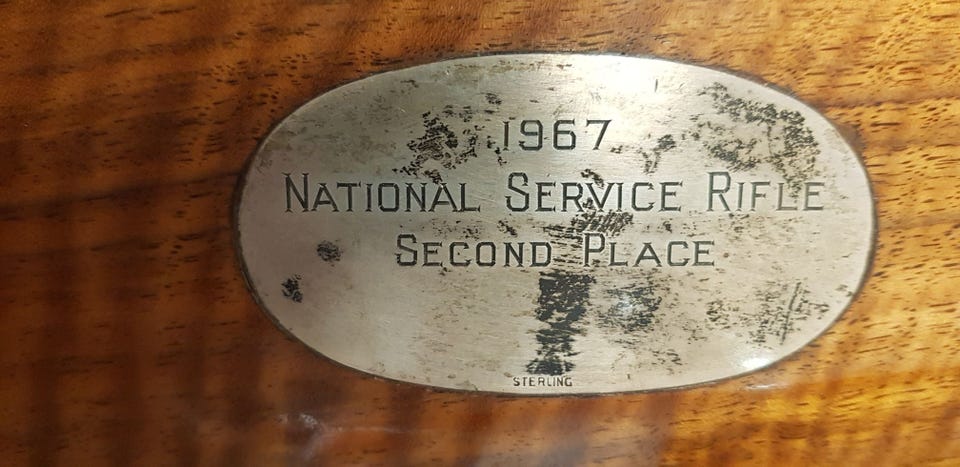 1967
National Service Rifle
Second Place
STERLING